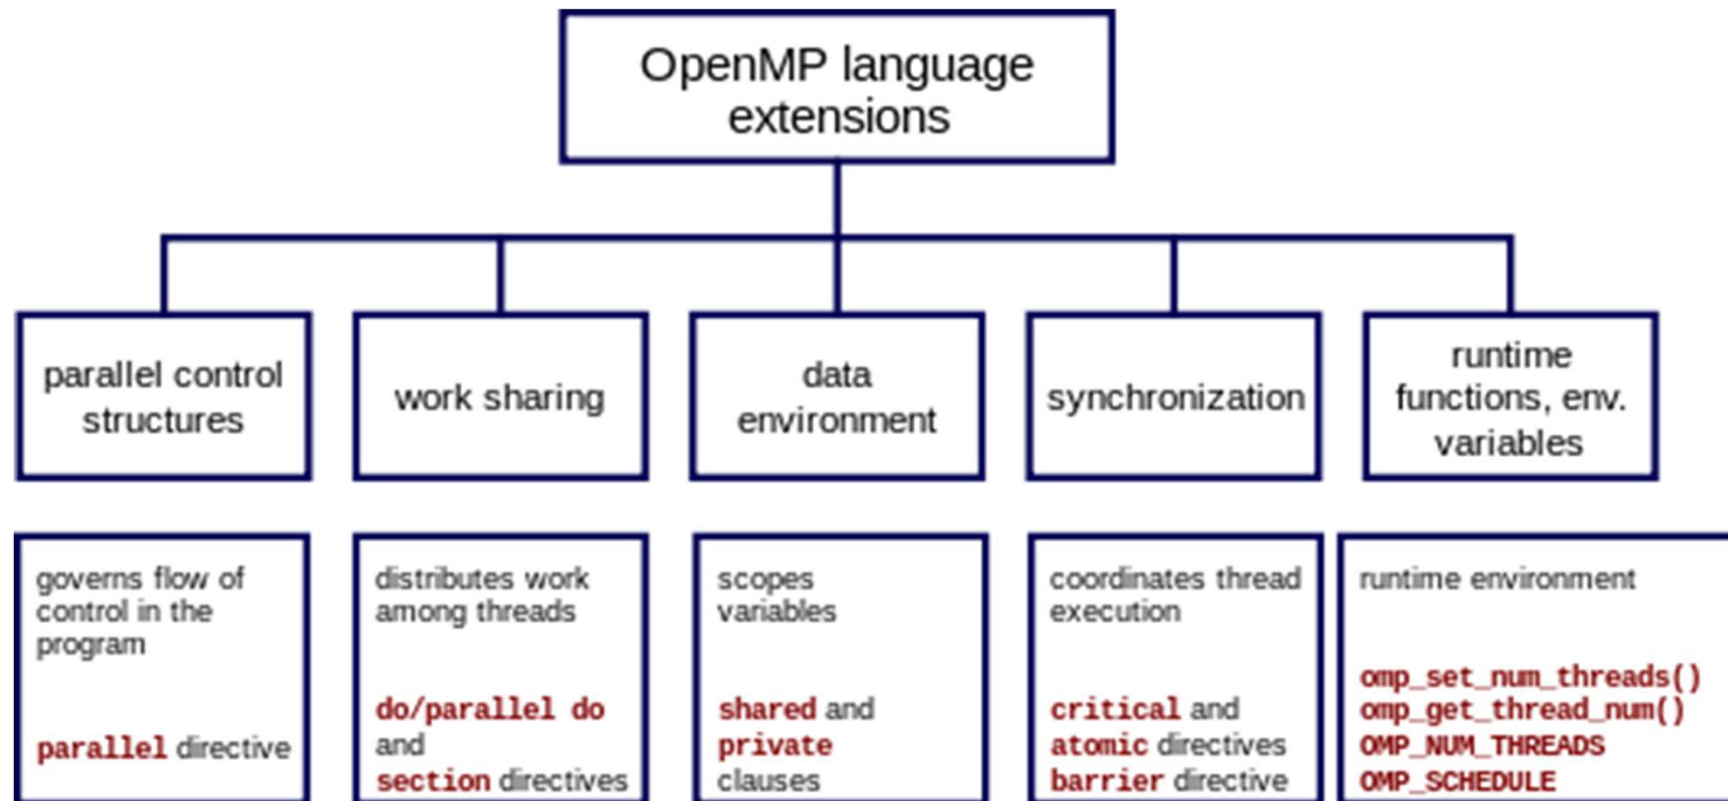 OpenMP language
extensions
parallel control
structures
work sharing
data
environment
synchronization
runtime
functions, env.
variables
governs flow of
control in the
program
parallel directive
distributes work
among threads
do/parallel do
and
section directives
scopes
variables
shared and
private
clauses
coordinates thread
execution
critical and
atomic directives
barrier directive
runtime environment
omp_set_num_threads()
omp_get_thread_num()
OMP_NUM_THREADS
OMP_SCHEDULE